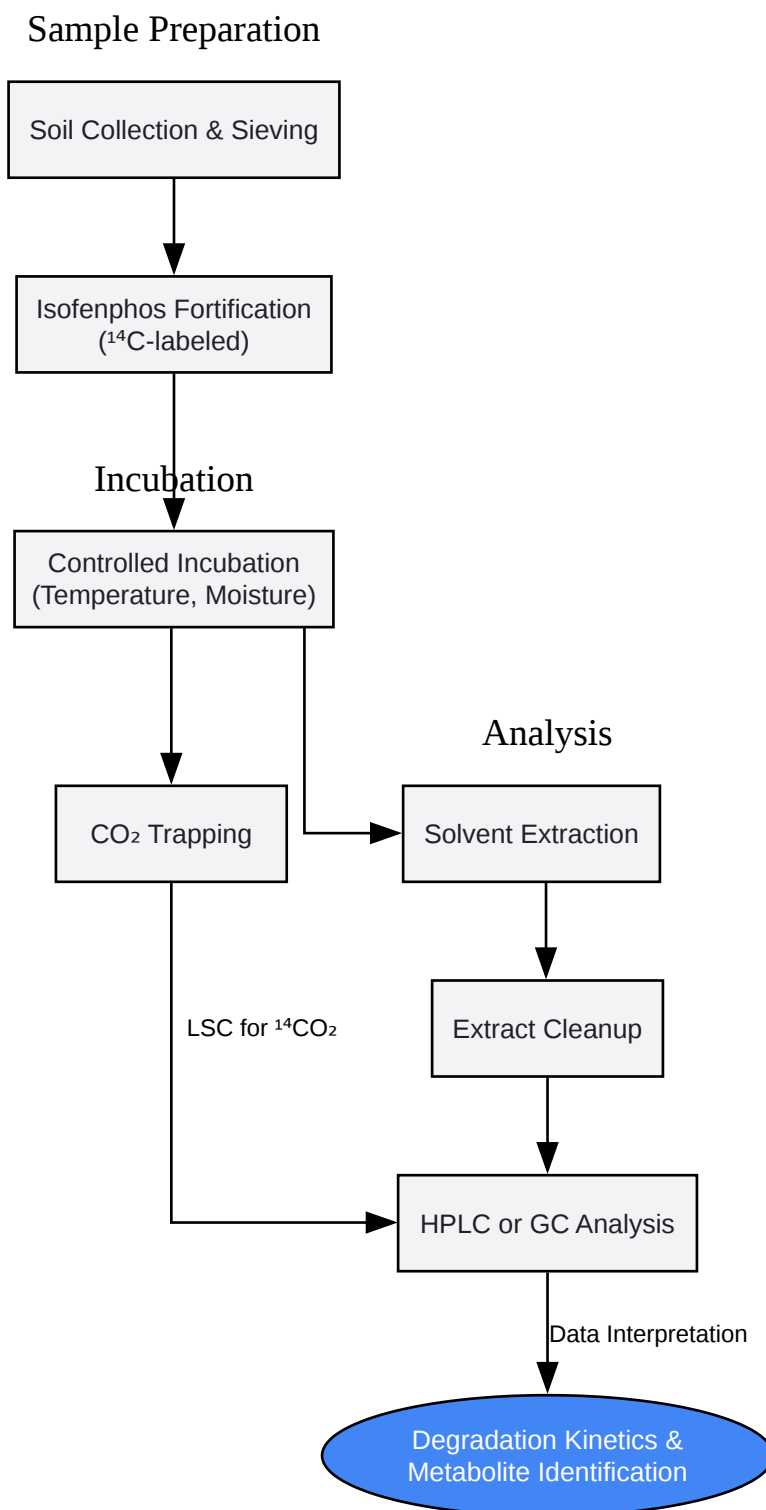 Sample Preparation
Soil Collection & Sieving
Isofenphos Fortification
(¹⁴C-labeled)
Incubation
Controlled Incubation
(Temperature, Moisture)
Analysis
CO₂ Trapping
Solvent Extraction
LSC for ¹⁴CO₂
Extract Cleanup
HPLC or GC Analysis
Data Interpretation
Degradation Kinetics &
Metabolite Identification